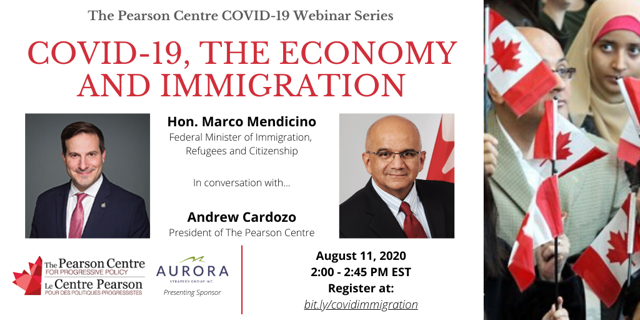 The Pearson Centre COVID-19 Webinar Series
COVID-19, THE ECONOMY
AND IMMIGRATION
Hon. Marco Mendicino
Federal Minister of Immigration,
Refugees and Citizenship
In conversation with...
Andrew Cardozo
President of The Pearson Centre
The Pearson Centre
FOR PROGRESSIVE POLICY
Le Centre Pearson
POUR DES POLITIQUES PROGRESSISTES
AURORA
STRATEGY GROUP INC.
Presenting Sponsor
August 11, 2020
2:00 - 2:45 PM EST
Register at:
bit.ly/covidimmigration